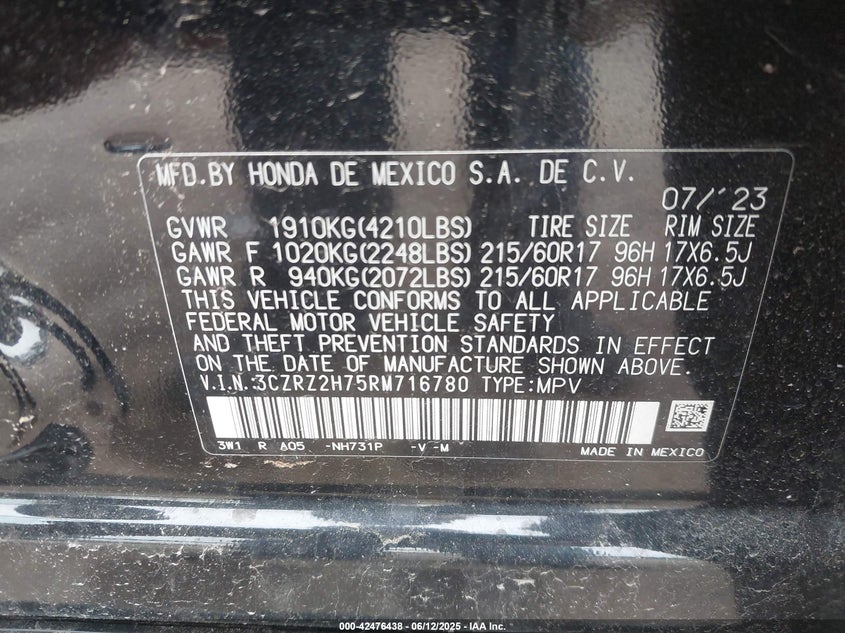 MFD.BY HONDA DE MEXICO S.A. DE C.V.
07/'23
GVWR 1910KG(4210LBS) TIRE SIZE RIM SIZE
GAWR F 1020KG(2248LBS) 215/60R17 96H 17X6.5J
GAWR R 940KG(2072LBS) 215/60R17 96H 17X6.5J
THIS VEHICLE CONFORMS TO ALL APPLICABLE
FEDERAL MOTOR VEHICLE SAFETY
AND THEFT PREVENTION STANDARDS IN EFFECT
ON THE DATE OF MANUFACTURE SHOWN ABOVE.
V.I.N.3CZRZ2H75RM716780 TYPE:MPV
3W1 R A05 -NH731P -V -M MADE IN MEXICO
000-42476438 - 06/12/2025 - IAA Inc.